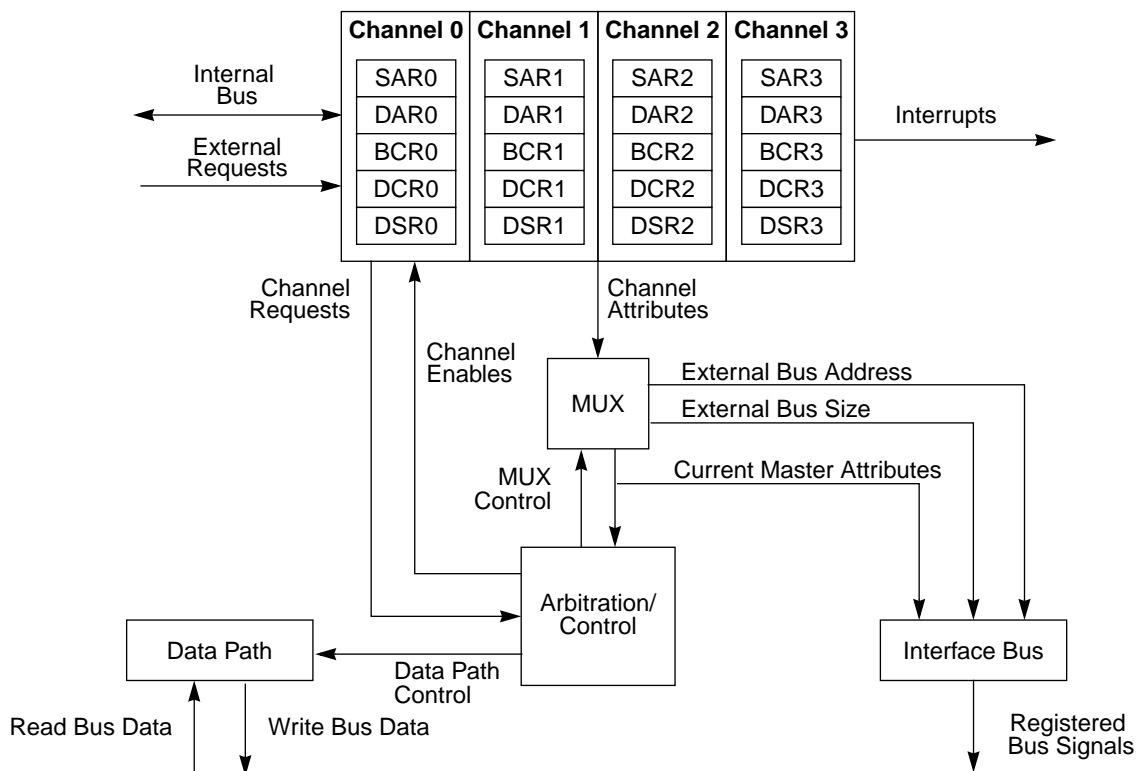 Channel 0 Channel 1 Channel 2 Channel 3
SAR0 SAR1 SAR2 SAR3
DAR0 DAR1 DAR2 DAR3
BCR0 BCR1 BCR2 BCR3
DCR0 DCR1 DCR2 DCR3
DSR0 DSR1 DSR2 DSR3
Internal
Bus
External
Requests
Interrupts
Channel
Requests
Channel
Enables
Channel
Attributes
MUX
External Bus Address
External Bus Size
Current Master Attributes
MUX
Control
Arbitration/
Control
Data Path
Data Path
Control
Interface Bus
Read Bus Data
Write Bus Data
Registered
Bus Signals